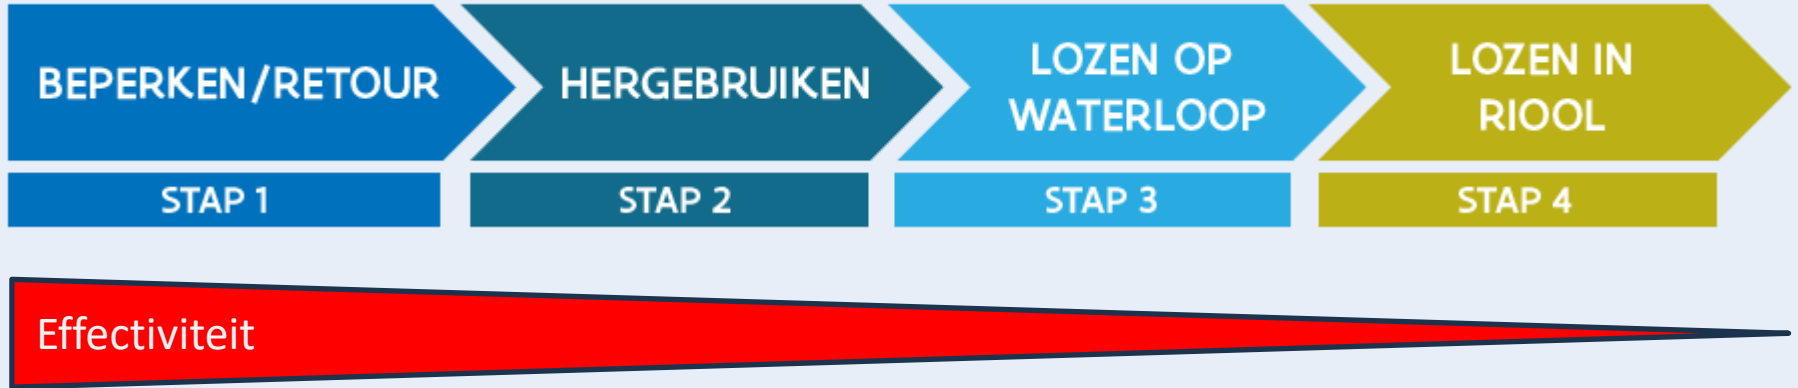 BEPERKEN/RETOUR
HERGEBRUIKEN
LOZEN OP
WATERLOOP
LOZEN IN
RIOOL
STAP 1
STAP 2
STAP 3
STAP 4
Effectiviteit